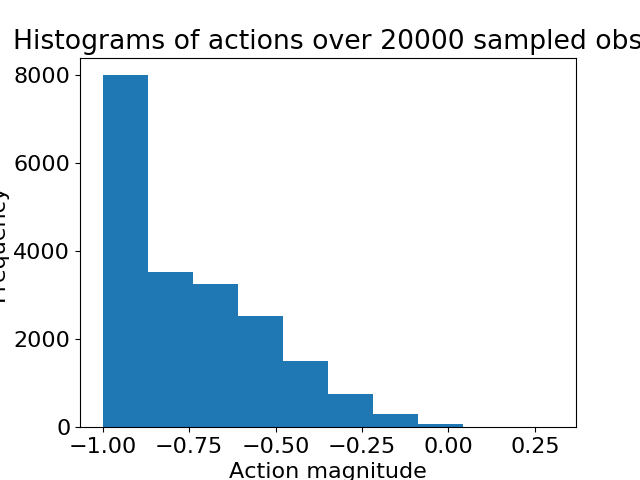 Histograms of actions over 20000 sampled obs
8000
6000
4000
2000
0
Frequency
−1.00 −0.75 −0.50 −0.25 0.00 0.25
Action magnitude